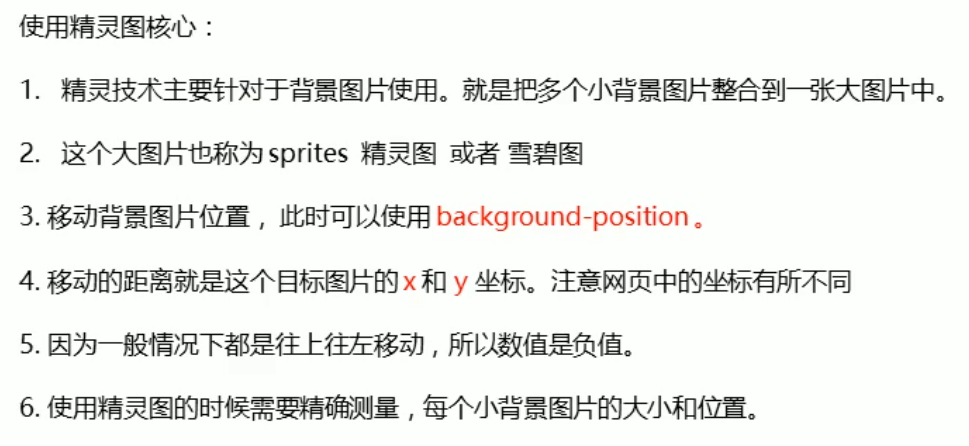 使用精灵图核心：
1. 精灵技术主要针对于背景图片使用。就是把多个小背景图片整合到一张大图片中。
2. 这个大图片也称为 sprites 精灵图 或者 雪碧图
3. 移动背景图片位置， 此时可以使用 background-position 。
4. 移动的距离就是这个目标图片的 x 和 y 坐标。注意网页中的坐标有所不同
5. 因为一般情况下都是往上往左移动，所以数值是负值。
6. 使用精灵图的时候需要精确测量，每个小背景图片的大小和位置。